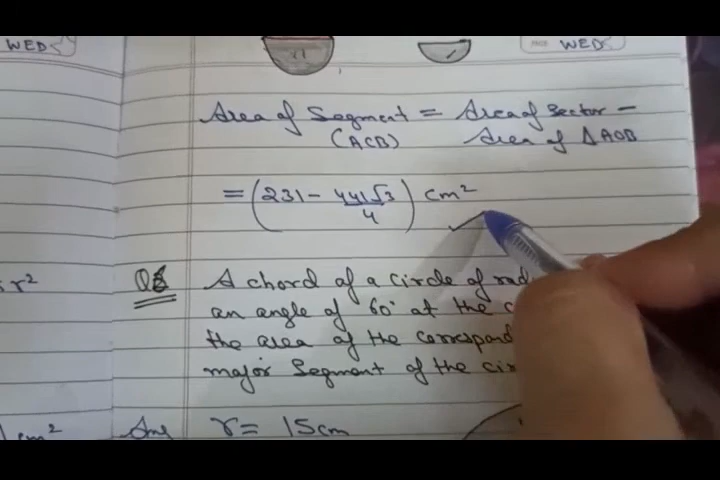 WED
PAGE WED
Area of Segment = Area of Sector −
(ACB) Area of ΔAOB
= (231 − 441√3/4) cm²
r²
Q6 A chord of a circle of rad
an angle of 60° at the c
the area of the correspond
major Segment of the cir
cm² Ans r = 15cm